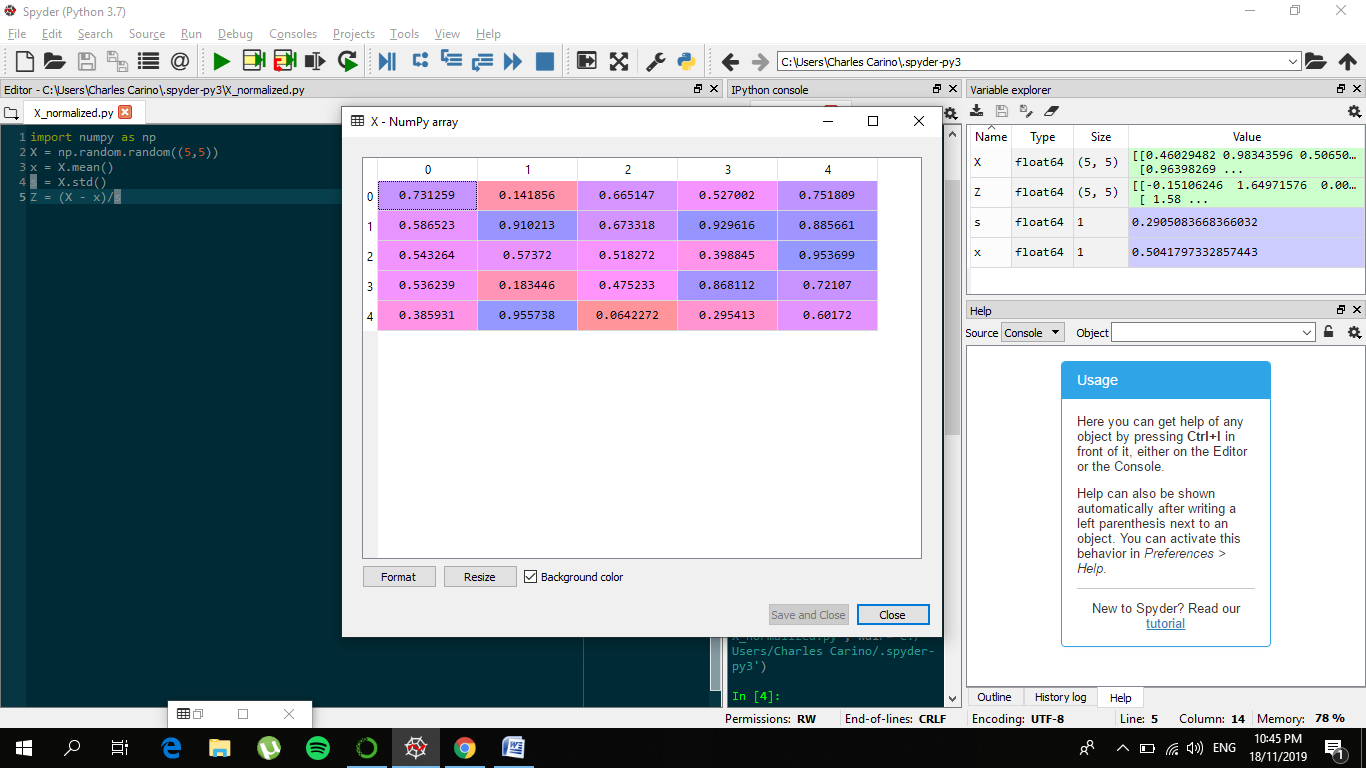 Spyder (Python 3.7)
File Edit Search Source Run Debug Consoles Projects Tools View Help
C:\Users\Charles Carino\.spyder-py3
Editor - C:\Users\Charles Carino\.spyder-py3\X_normalized.py
X_normalized.py
1 import numpy as np
2 X = np.random.random((5,5))
3 x = X.mean()
4 s = X.std()
5 Z = (X - x)/s
IPython console
X - NumPy array
0 1 2 3 4
0 0.731259 0.141856 0.665147 0.527002 0.751809
1 0.586523 0.910213 0.673318 0.929616 0.885661
2 0.543264 0.57372 0.518272 0.398845 0.953699
3 0.536239 0.183446 0.475233 0.868112 0.72107
4 0.385931 0.955738 0.0642272 0.295413 0.60172
Format Resize Background color
Save and Close Close
Users/Charles Carino/.spyder-
py3')
In [4]:
Variable explorer
Name Type Size Value
X float64 (5, 5) [[0.46029482 0.98343596 0.50650...
[0.96398269 ...
Z float64 (5, 5) [[-0.15106246 1.64971576 0.00...
[ 1.58 ...
s float64 1 0.2905083668366032
x float64 1 0.5041797332857443
Help
Source Console Object
Usage
Here you can get help of any
object by pressing Ctrl+I in
front of it, either on the Editor
or the Console.
Help can also be shown
automatically after writing a
left parenthesis next to an
object. You can activate this
behavior in Preferences >
Help.
New to Spyder? Read our
tutorial
Outline History log Help
Permissions: RW End-of-lines: CRLF Encoding: UTF-8 Line: 5 Column: 14 Memory: 78 %
ENG
10:45 PM
18/11/2019
1